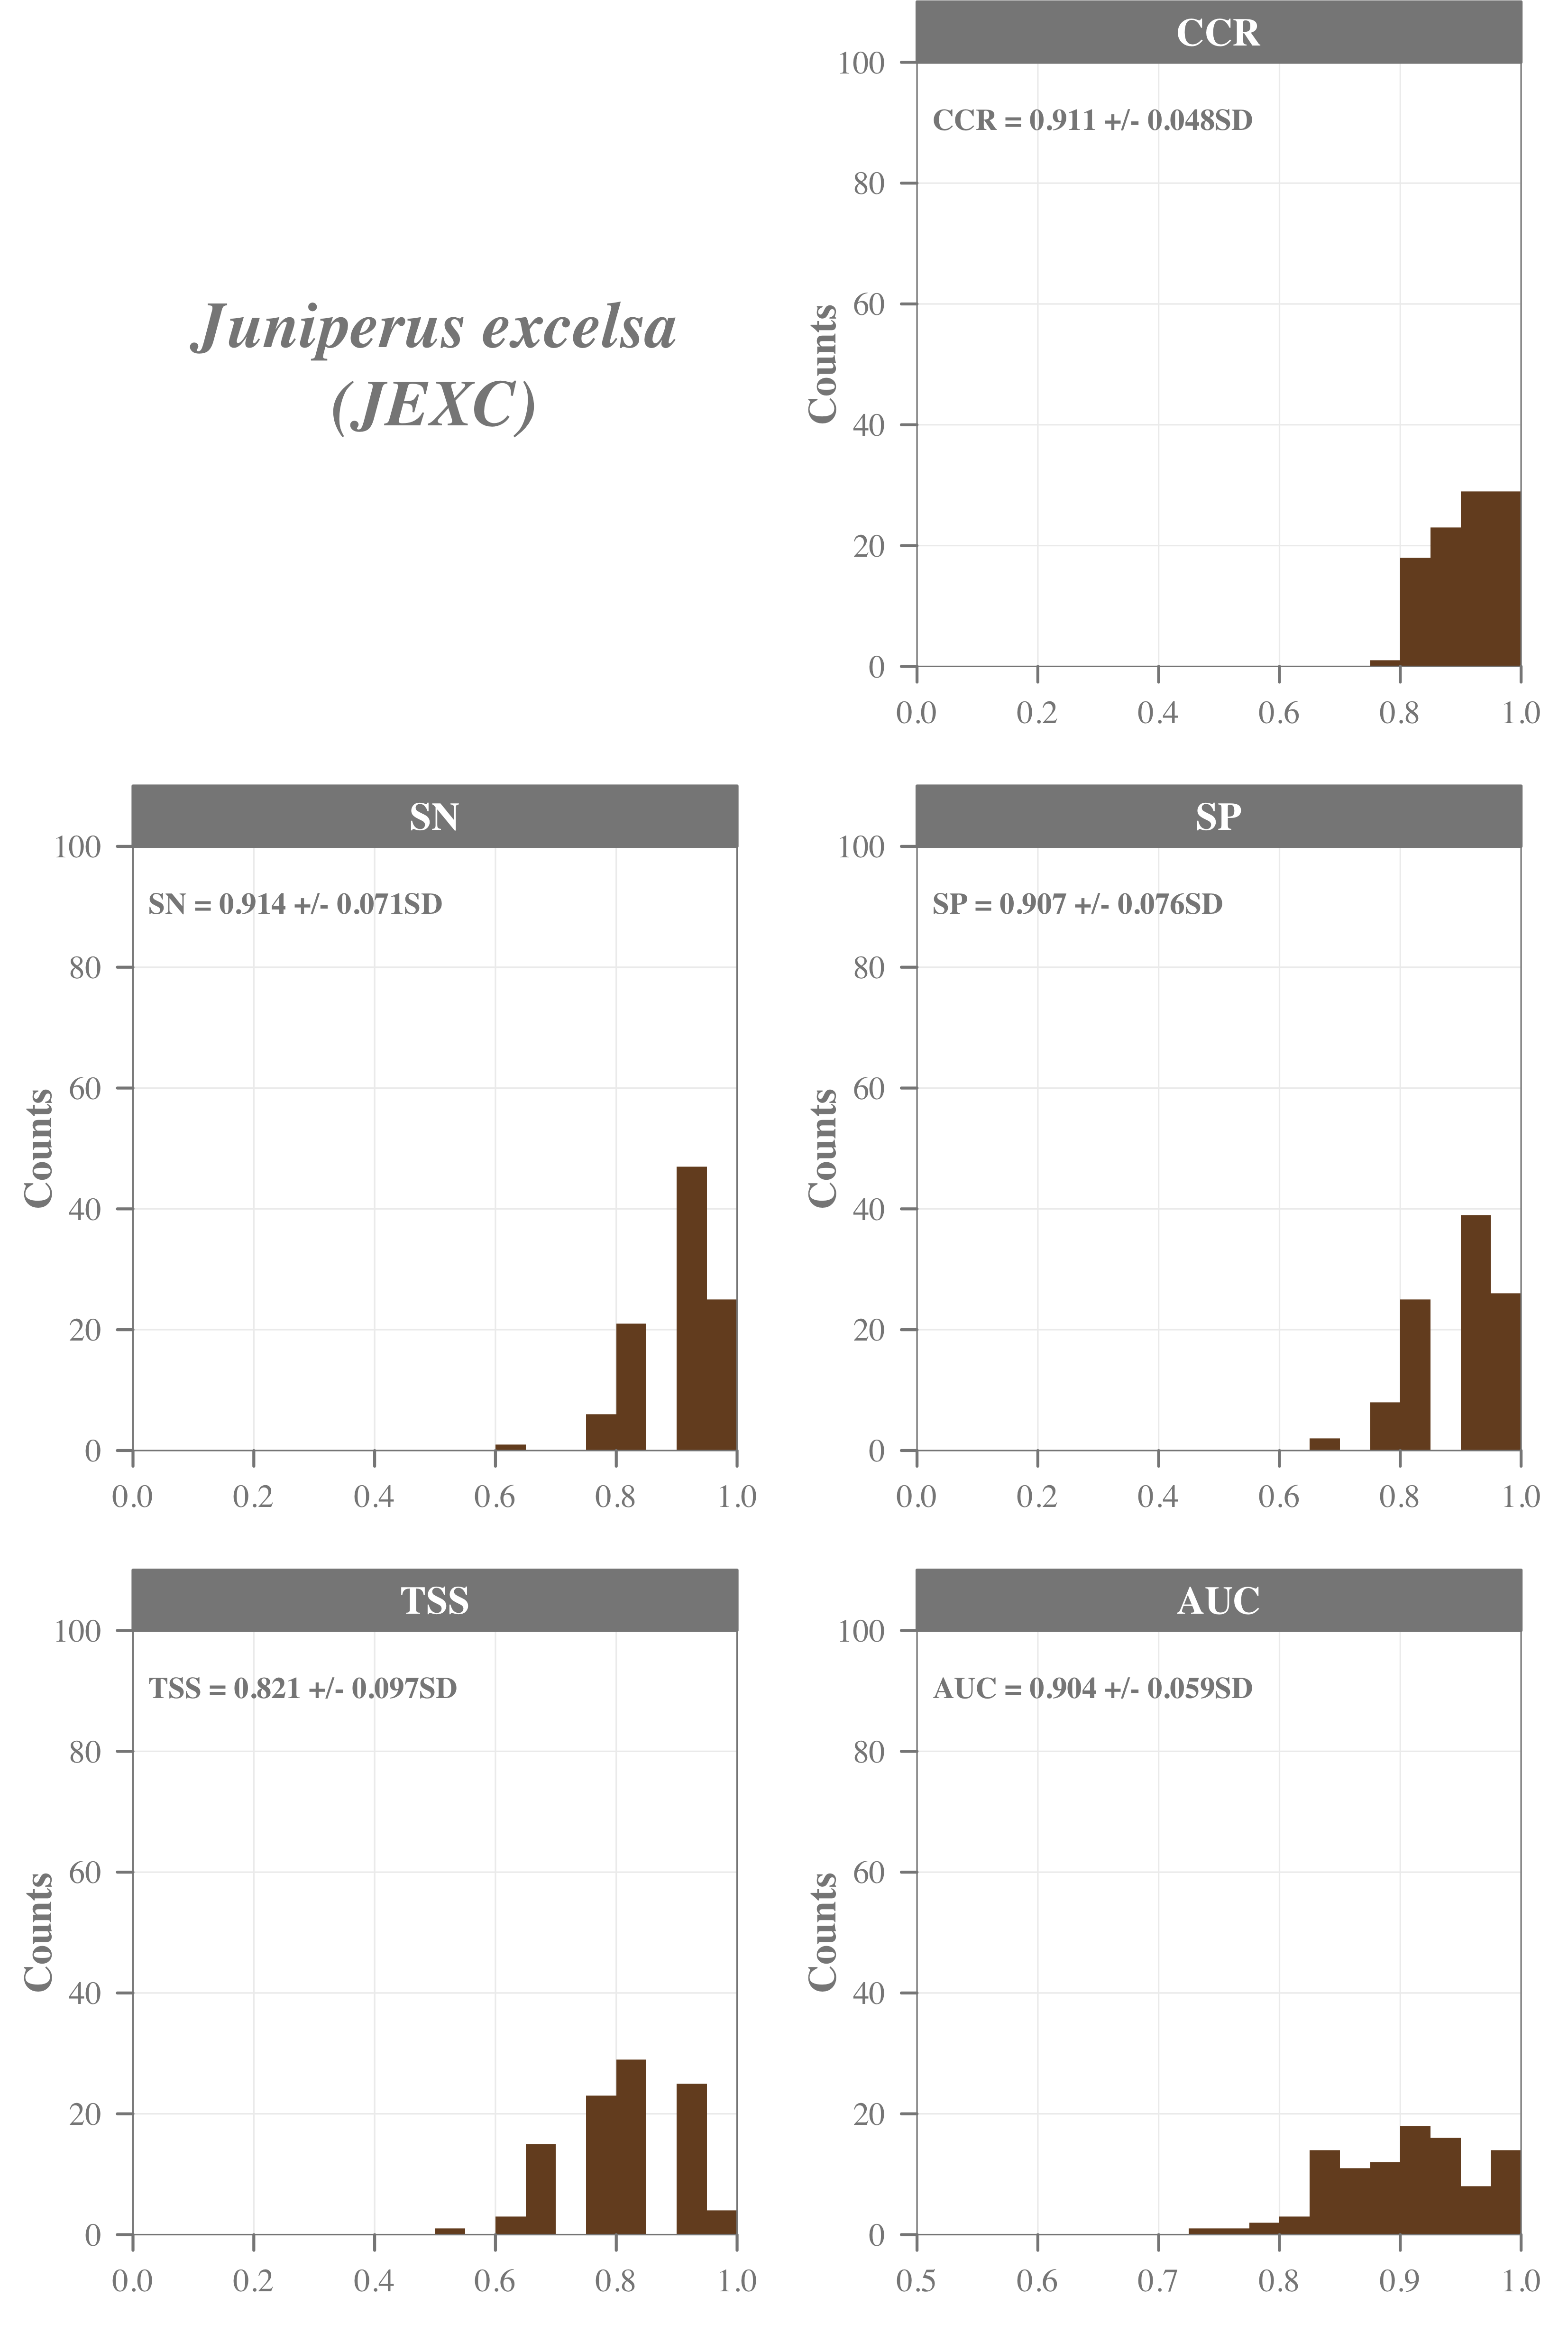 Juniperus excelsa
(JEXC)
CCR
CCR = 0.911 +/- 0.048SD
Counts
100
80
60
40
20
0
0.0 0.2 0.4 0.6 0.8 1.0
SN
SN = 0.914 +/- 0.071SD
Counts
100
80
60
40
20
0
0.0 0.2 0.4 0.6 0.8 1.0
SP
SP = 0.907 +/- 0.076SD
Counts
100
80
60
40
20
0
0.0 0.2 0.4 0.6 0.8 1.0
TSS
TSS = 0.821 +/- 0.097SD
Counts
100
80
60
40
20
0
0.0 0.2 0.4 0.6 0.8 1.0
AUC
AUC = 0.904 +/- 0.059SD
Counts
100
80
60
40
20
0
0.5 0.6 0.7 0.8 0.9 1.0